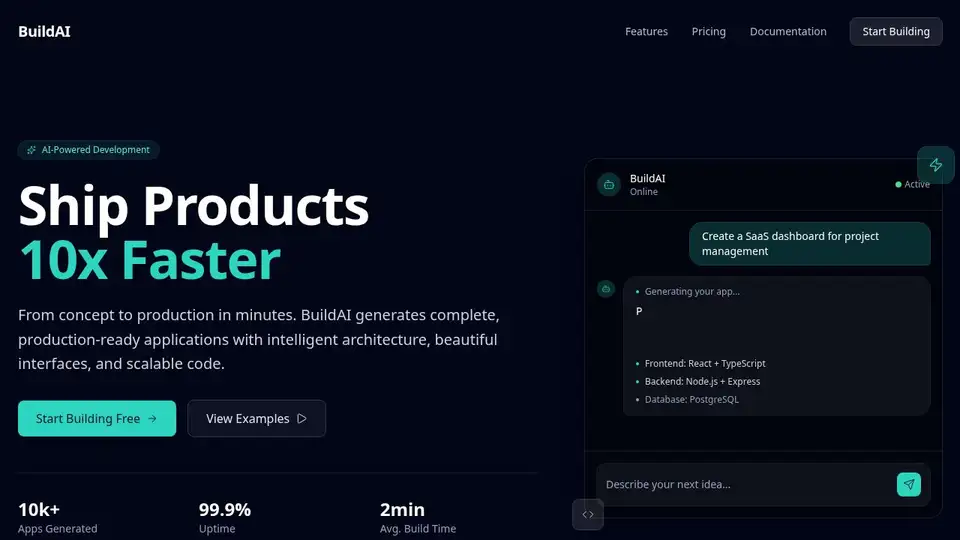 BuildAI
Features
Pricing
Documentation
Start Building
AI-Powered Development
Ship Products
10x Faster
From concept to production in minutes. BuildAI generates complete,
production-ready applications with intelligent architecture, beautiful
interfaces, and scalable code.
Start Building Free
View Examples
10k+
Apps Generated
99.9%
Uptime
2min
Avg. Build Time
BuildAI
Online
Active
Create a SaaS dashboard for project
management
Generating your app...
P
Frontend: React + TypeScript
Backend: Node.js + Express
Database: PostgreSQL
Describe your next idea...